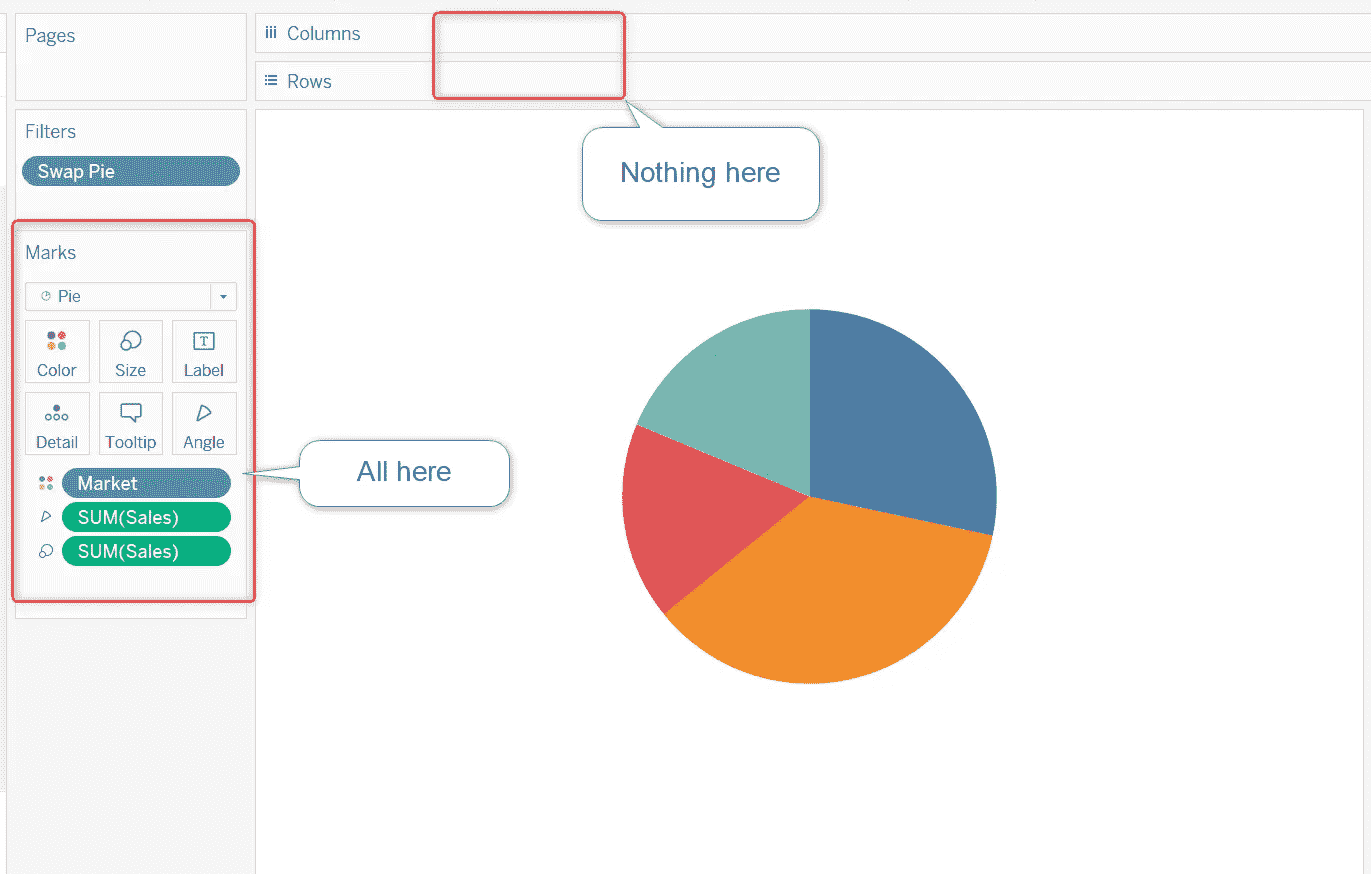 Pages
Columns
Rows
Filters
Swap Pie
Nothing here
Marks
Pie
Color
Size
T
Label
Detail
Tooltip
Angle
All here
Market
SUM(Sales)
SUM(Sales)